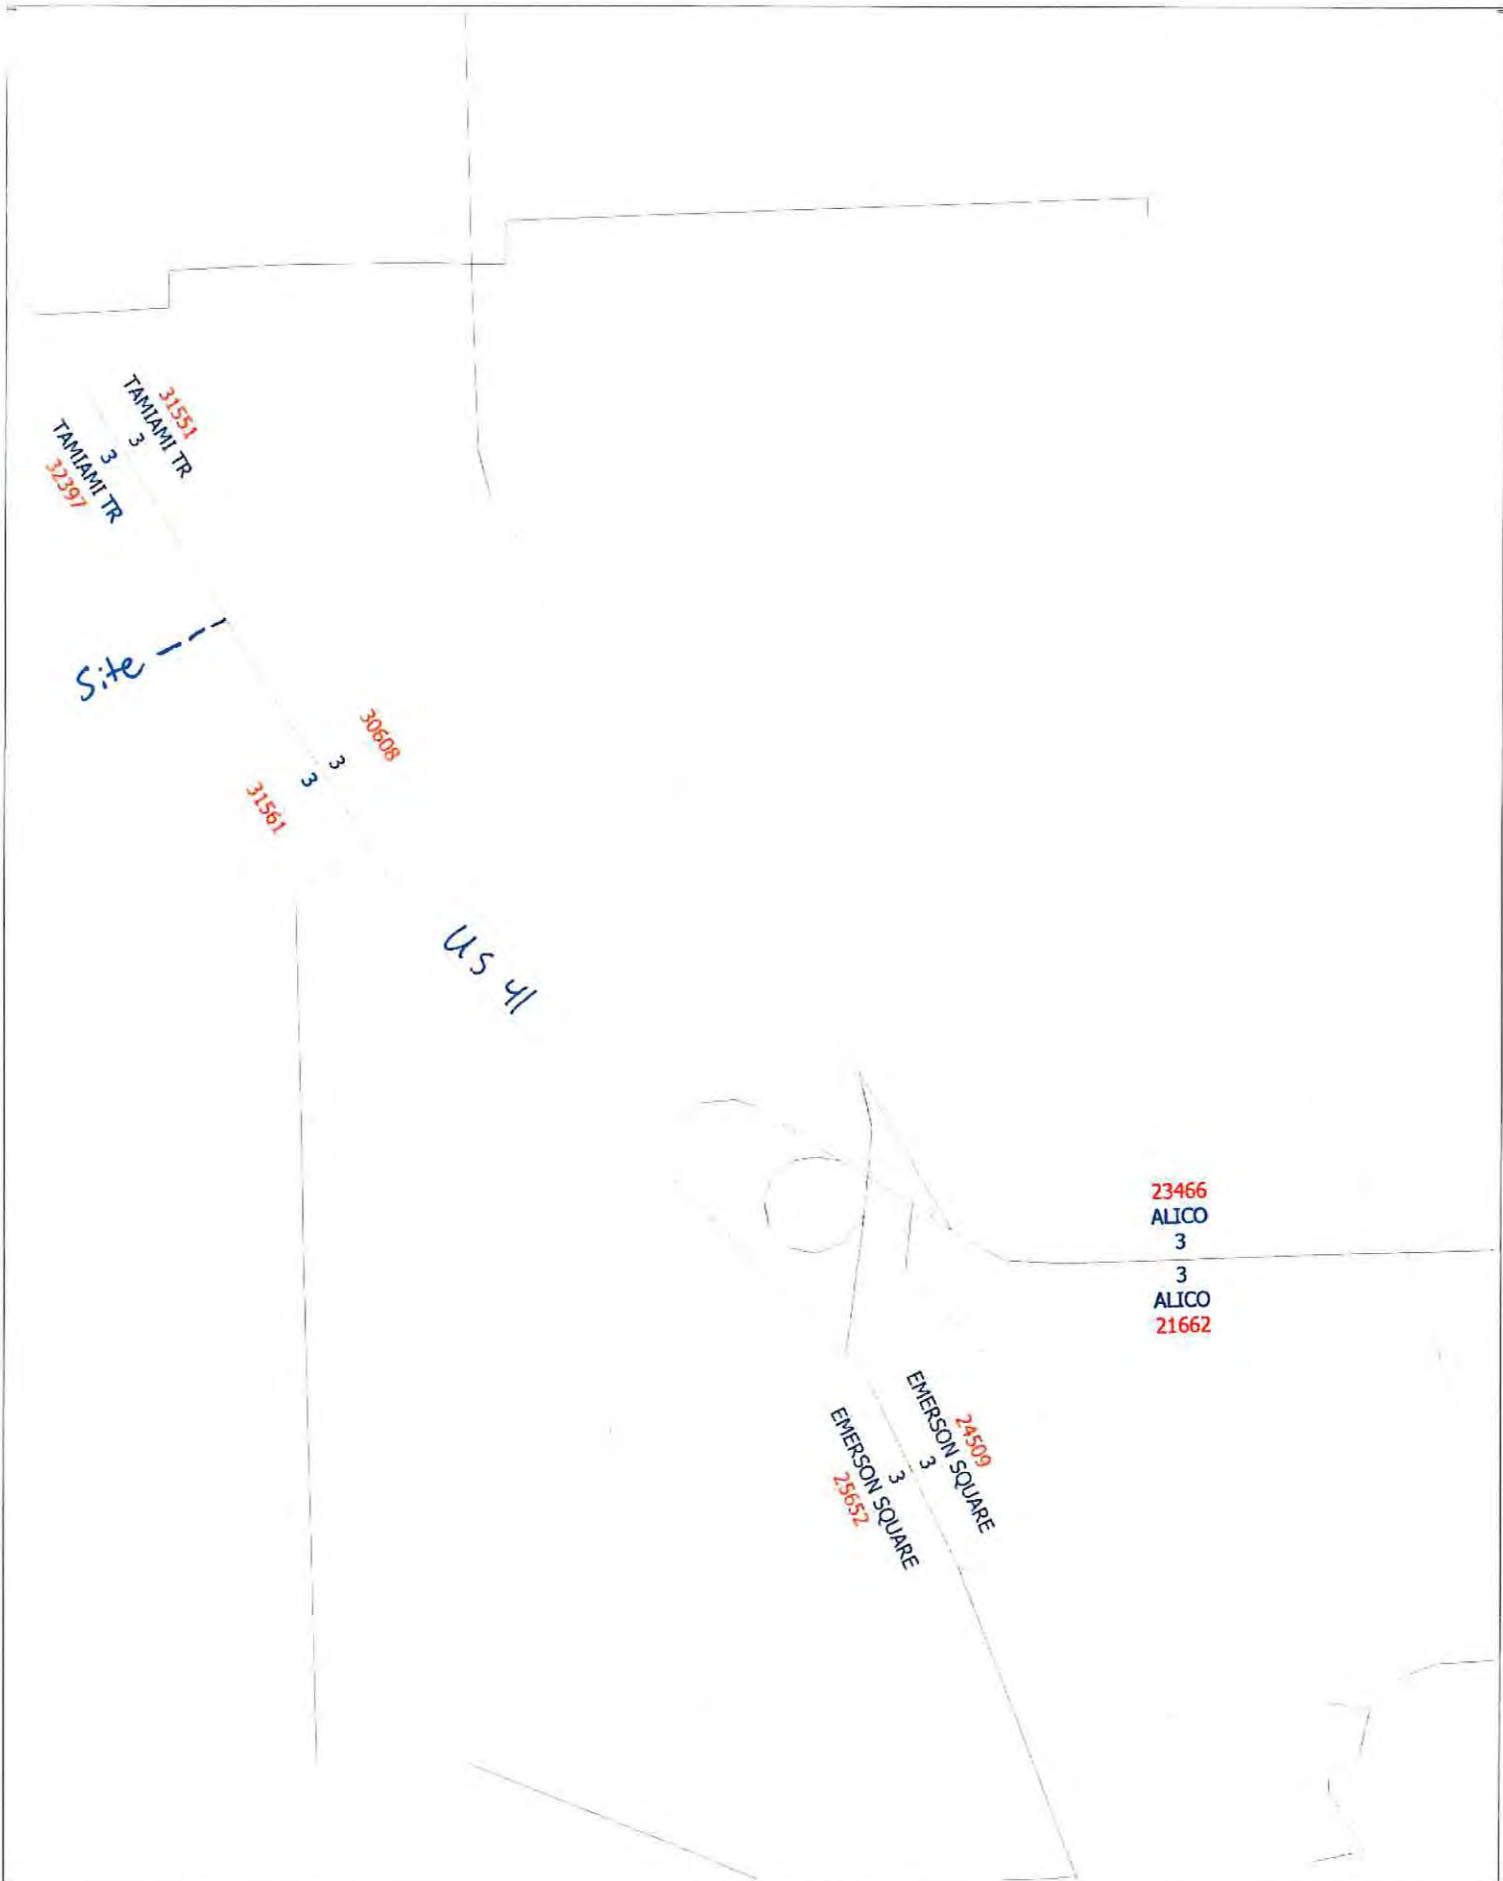 31551
TAMIAMI TR
3
3
TAMIAMI TR
32397
Site
30608
3
3
31561
US 41
23466
ALICO
3
3
ALICO
21662
24509
EMERSON SQUARE
3
3
EMERSON SQUARE
25652